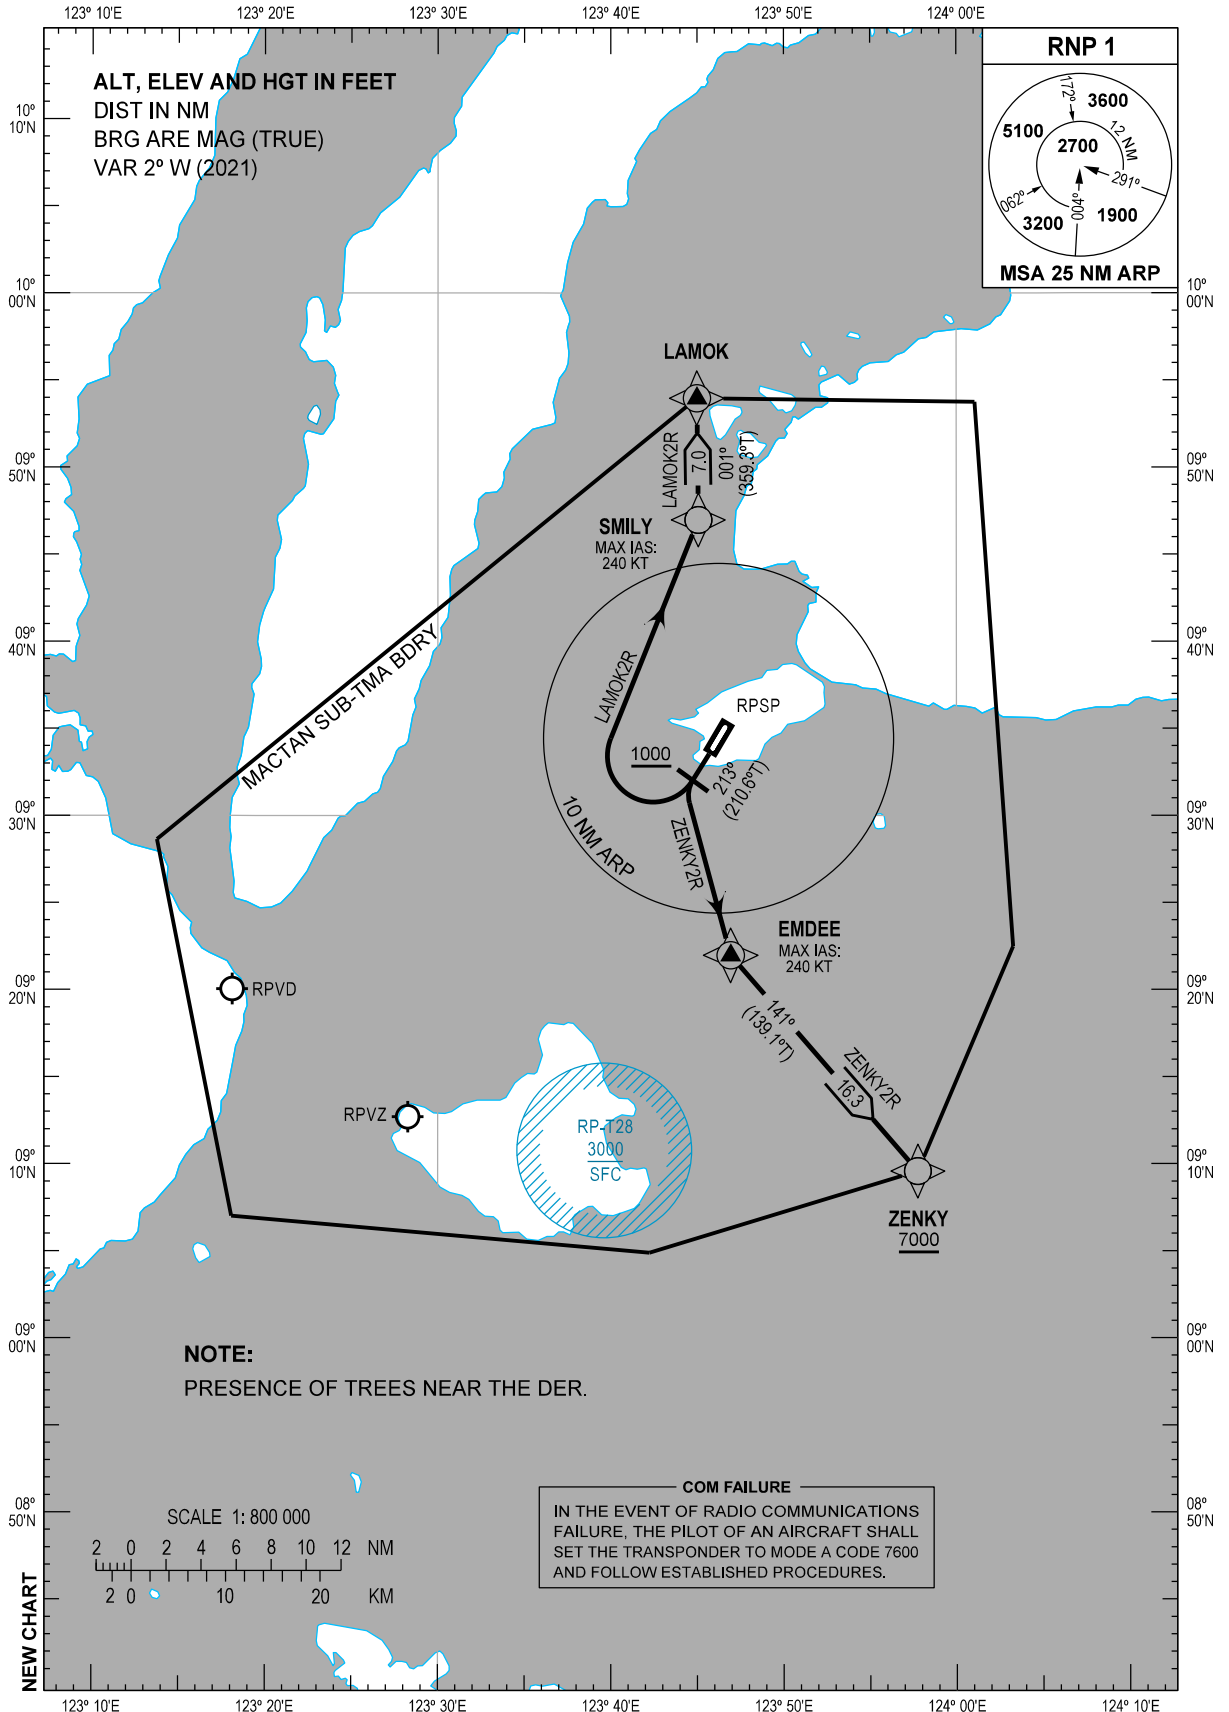 123° 10'E
123° 20'E
123° 30'E
123° 40'E
123° 50'E
124° 00'E
ALT, ELEV AND HGT IN FEET
DIST IN NM
BRG ARE MAG (TRUE)
VAR 2° W (2021)
RNP 1
172°
3600
5100
12 NM
2700
291°
062°
004°
3200
1900
MSA 25 NM ARP
10°
10'N
10°
00'N
10°
00'N
LAMOK
LAMOK2R
7.0
001°
(359.3°T)
09°
50'N
09°
50'N
SMILY
MAX IAS:
240 KT
09°
40'N
09°
40'N
MACTAN SUB-TMA BDRY
LAMOK2R
RPSP
1000
213°
(210.6°T)
10 NM ARP
ZENKY2R
09°
30'N
09°
30'N
EMDEE
MAX IAS:
240 KT
RPVD
09°
20'N
09°
20'N
141°
(139.1°T)
ZENKY2R
16.3
RPVZ
RP-T28
3000
SFC
09°
10'N
09°
10'N
ZENKY
7000
09°
00'N
09°
00'N
NOTE:
PRESENCE OF TREES NEAR THE DER.
COM FAILURE
IN THE EVENT OF RADIO COMMUNICATIONS
FAILURE, THE PILOT OF AN AIRCRAFT SHALL
SET THE TRANSPONDER TO MODE A CODE 7600
AND FOLLOW ESTABLISHED PROCEDURES.
08°
50'N
08°
50'N
SCALE 1: 800 000
2 0 2 4 6 8 10 12 NM
2 0 10 20 KM
NEW CHART
123° 10'E
123° 20'E
123° 30'E
123° 40'E
123° 50'E
124° 00'E
124° 10'E